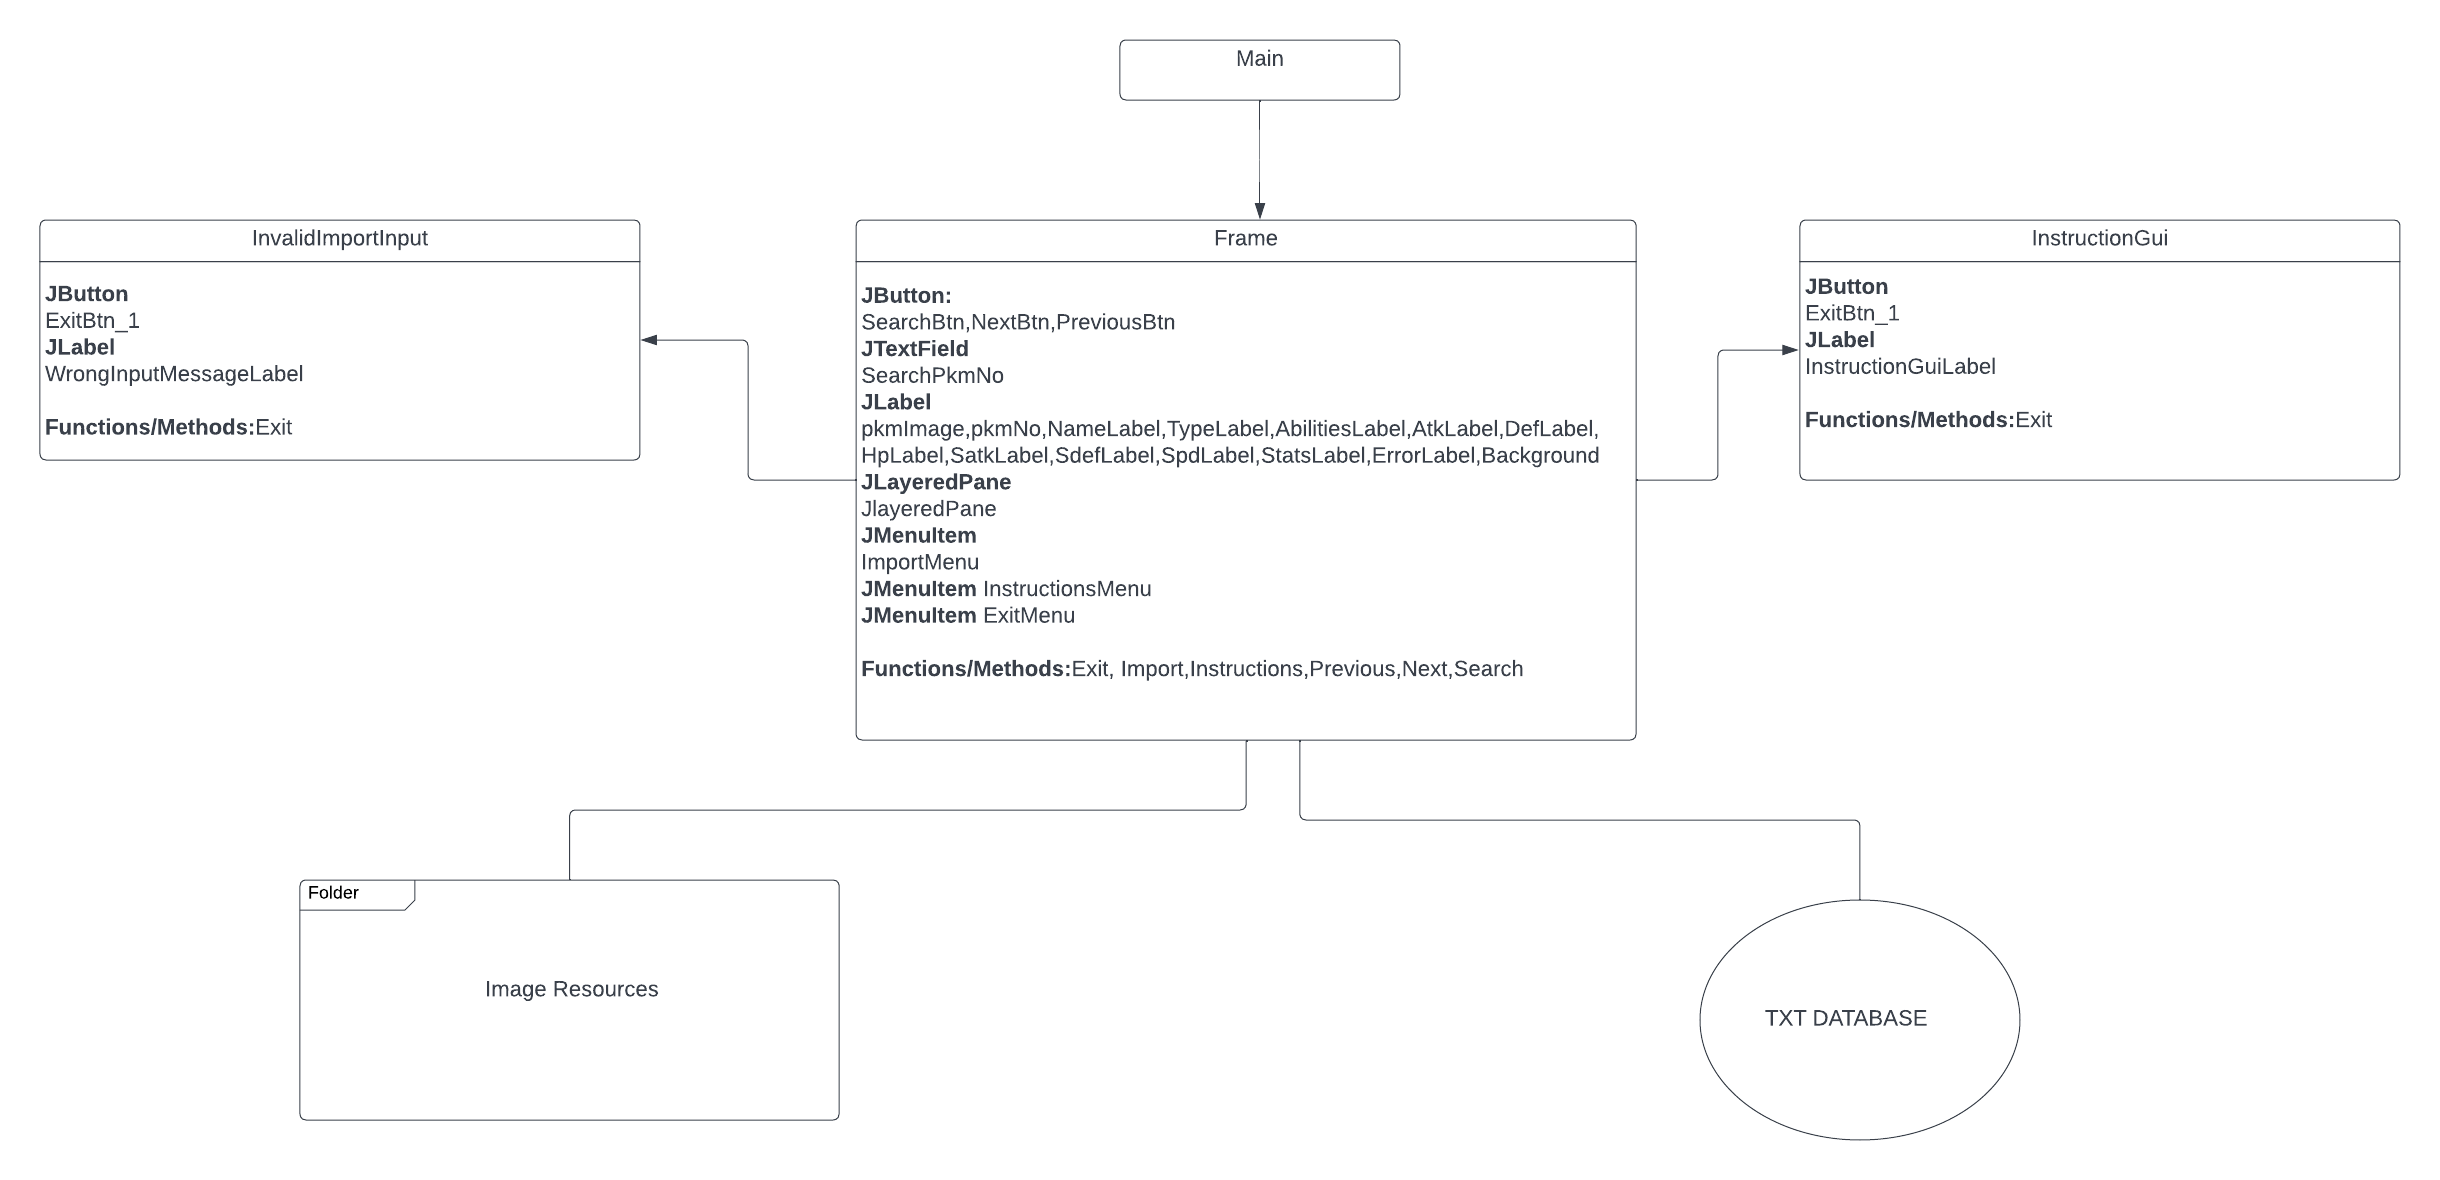 Main
InvalidImportInput
JButton
ExitBtn_1
JLabel
WrongInputMessageLabel
Functions/Methods:Exit
Frame
JButton:
SearchBtn,NextBtn,PreviousBtn
JTextField
SearchPkmNo
JLabel
pkmImage,pkmNo,NameLabel,TypeLabel,AbilitiesLabel,AtkLabel,DefLabel,
HpLabel,SatkLabel,SdefLabel,SpdLabel,StatsLabel,ErrorLabel,Background
JLayeredPane
JlayeredPane
JMenuItem
ImportMenu
JMenuItem InstructionsMenu
JMenuItem ExitMenu
Functions/Methods:Exit, Import,Instructions,Previous,Next,Search
InstructionGui
JButton
ExitBtn_1
JLabel
InstructionGuiLabel
Functions/Methods:Exit
Folder
Image Resources
TXT DATABASE